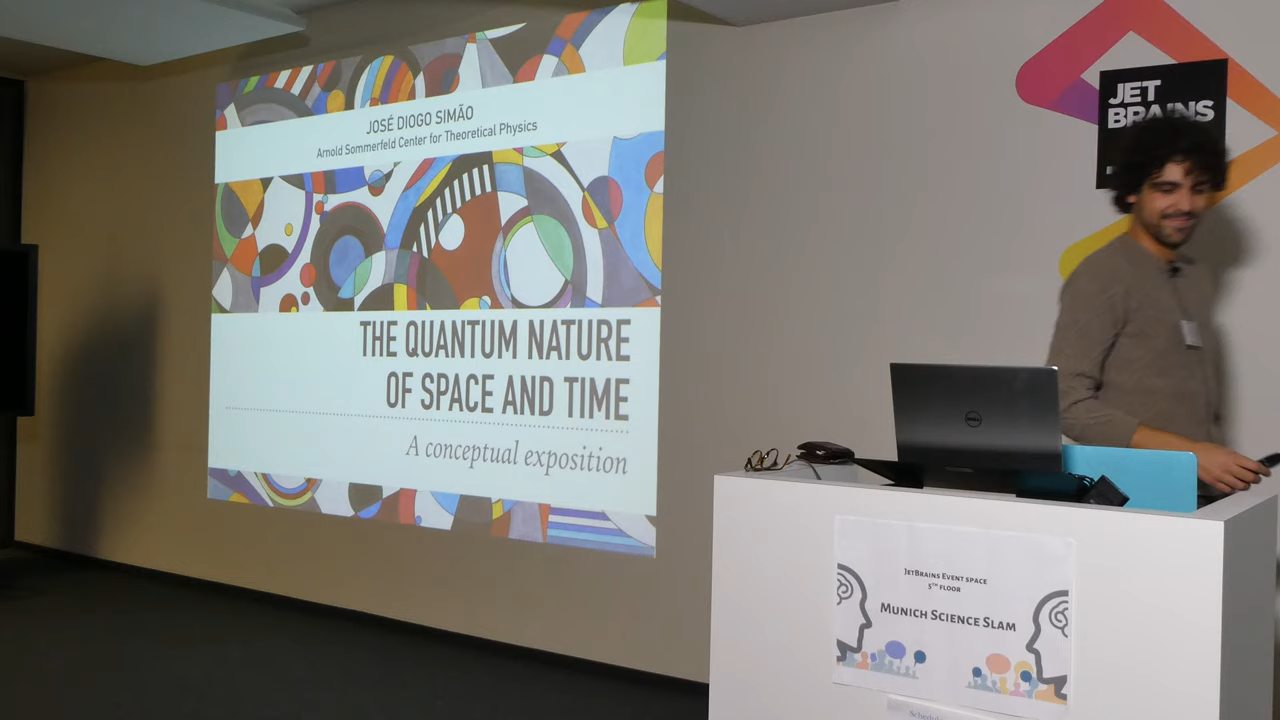 JOSÉ DIOGO SIMÃO
Arnold Sommerfeld Center for Theoretical Physics
THE QUANTUM NATURE
OF SPACE AND TIME
A conceptual exposition
JET
BRAINS
DELL
JETBRAINS EVENT SPACE
5TH FLOOR
MUNICH SCIENCE SLAM